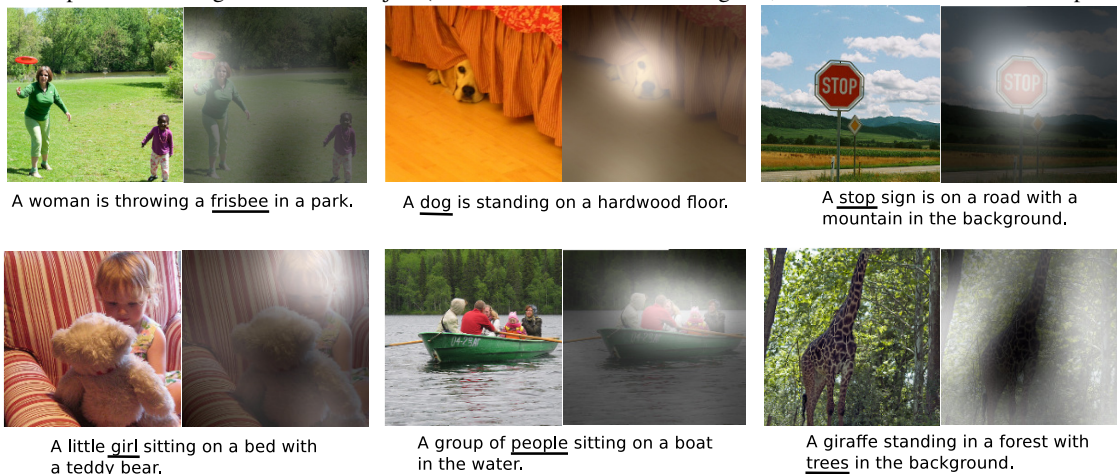 STOP
STOP
A woman is throwing a frisbee in a park.
A dog is standing on a hardwood floor.
A stop sign is on a road with a
mountain in the background.
A little girl sitting on a bed with
a teddy bear.
A group of people sitting on a boat
in the water.
A giraffe standing in a forest with
trees in the background.